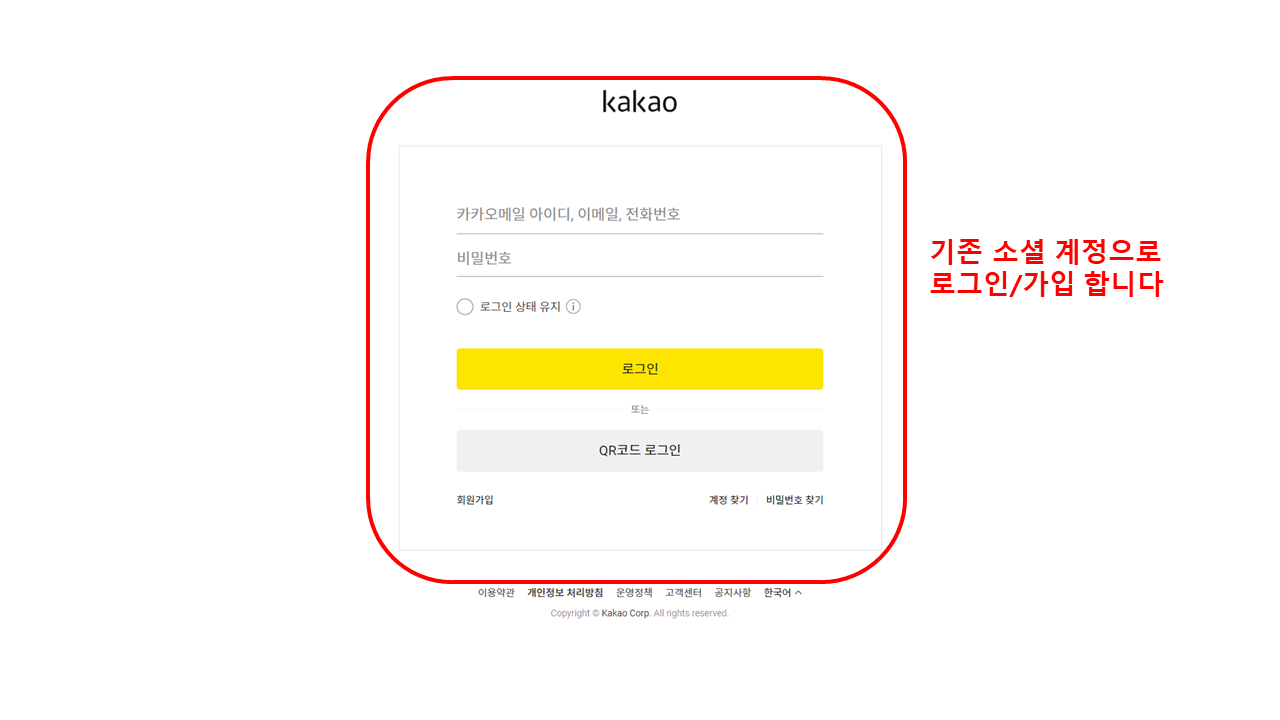 kakao
카카오메일 아이디, 이메일, 전화번호
비밀번호
로그인 상태 유지
기존 소셜 계정으로
로그인/가입 합니다
로그인
또는
QR코드 로그인
회원가입 계정 찾기 비밀번호 찾기
이용약관 개인정보 처리방침 운영정책 고객센터 공지사항 한국어
Copyright © Kakao Corp. All rights reserved.